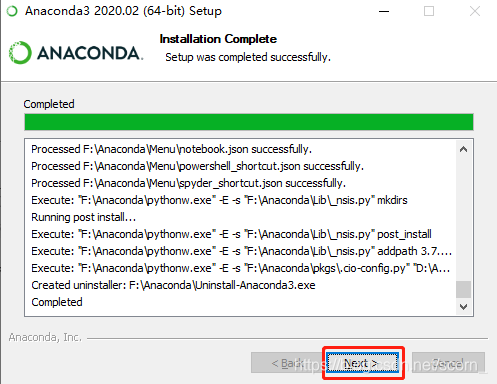 Anaconda3 2020.02 (64-bit) Setup
Installation Complete
Setup was completed successfully.
ANACONDA.
Completed
Processed F:\Anaconda\Menu\notebook.json successfully.
Processed F:\Anaconda\Menu\powershell_shortcut.json successfully.
Processed F:\Anaconda\Menu\spyder_shortcut.json successfully.
Execute: "F:\Anaconda\pythonw.exe" -E -s "F:\Anaconda\Lib\_nsis.py" mkdirs
Running post install...
Execute: "F:\Anaconda\pythonw.exe" -E -s "F:\Anaconda\Lib\_nsis.py" post_install
Execute: "F:\Anaconda\pythonw.exe" -E -s "F:\Anaconda\Lib\_nsis.py" addpath 3.7....
Execute: "F:\Anaconda\pythonw.exe" -E -s "F:\Anaconda\pkgs\.cio-config.py" "D:\A...
Created uninstaller: F:\Anaconda\Uninstall-Anaconda3.exe
Completed
Anaconda, Inc.
< Back
Next >
Cancel